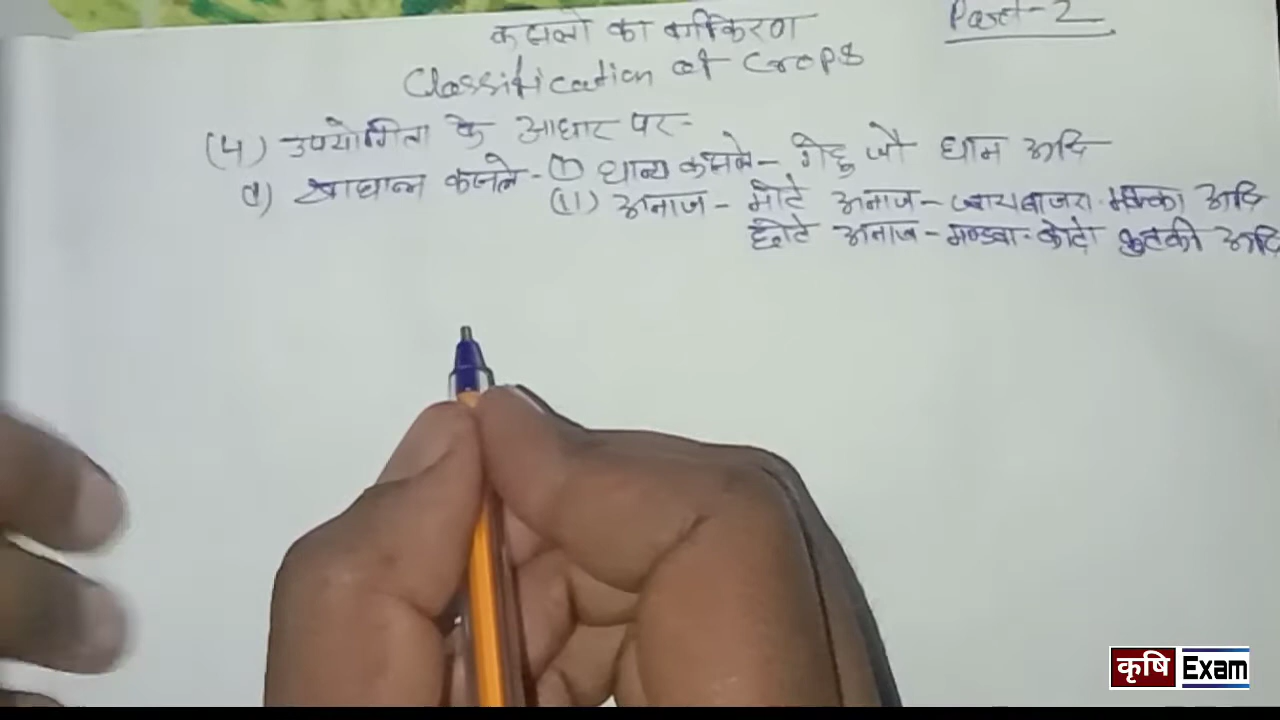 फसलो का वर्गीकरण
Part-2
Classification of Crops
(4) उपयोगिता के आधार पर-
a) खाद्यान्न फसले - (i) धान्य फसले - गेहु जौ धान आदि
(ii) अनाज - मोटे अनाज - ज्वार बाजरा मक्का आदि
छोटे अनाज - मण्डवा - कोदो कुटकी आदि
कृषि Exam